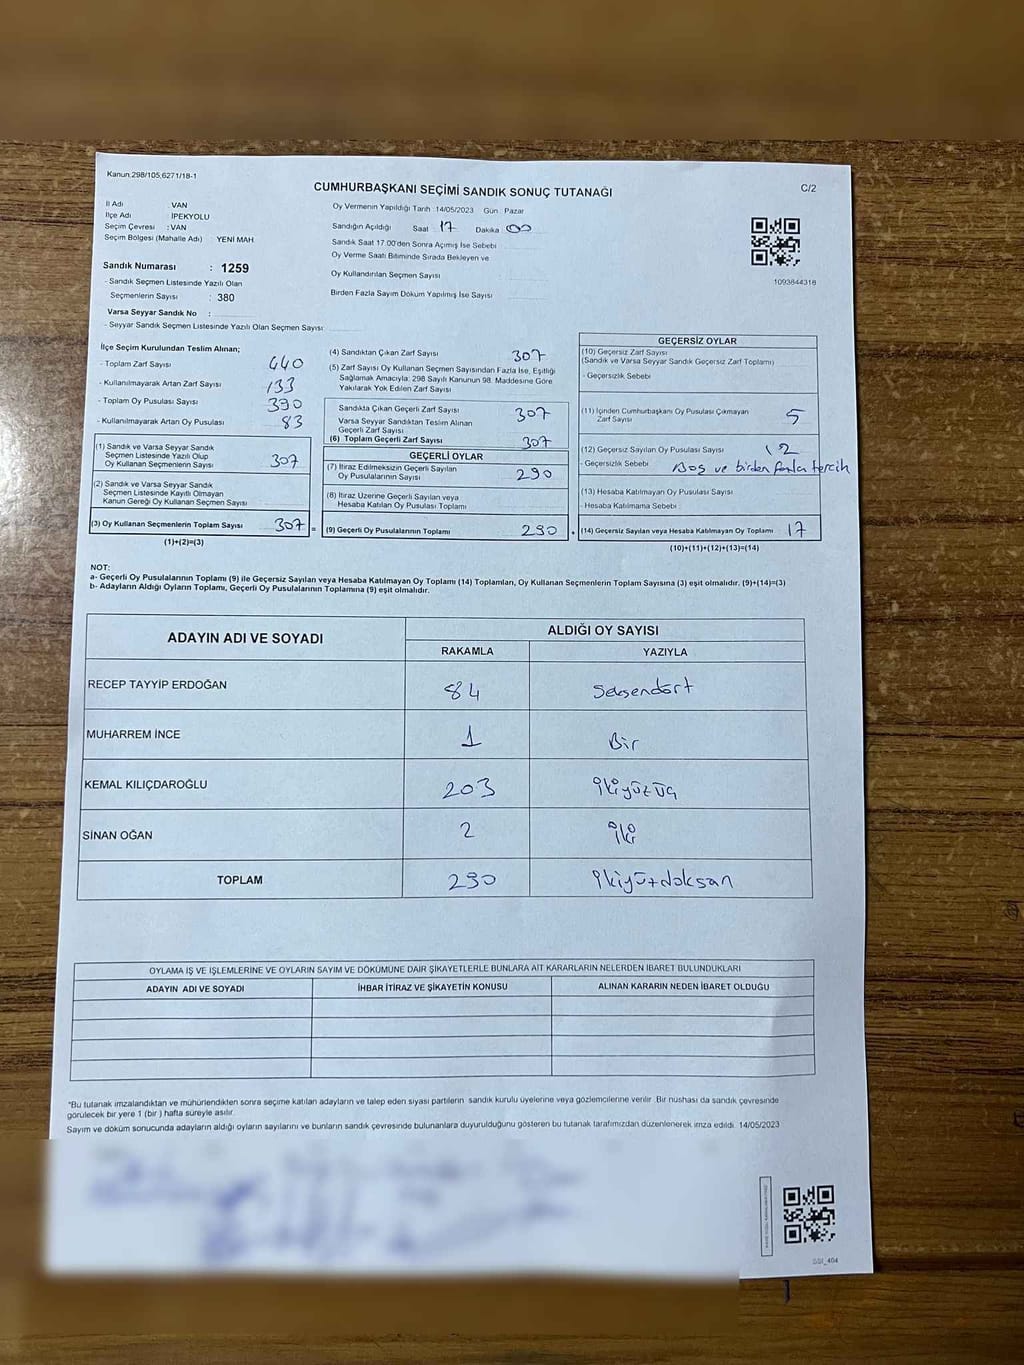 Kanun:298/105,6271/18-1
C/2
CUMHURBAŞKANI SEÇİMİ SANDIK SONUÇ TUTANAĞI
İl Adı : VAN
İlçe Adı : İPEKYOLU
Seçim Çevresi : VAN
Seçim Bölgesi (Mahalle Adı) : YENİ MAH.
Sandık Numarası : 1259
- Sandık Seçmen Listesinde Yazılı Olan
Seçmenlerin Sayısı : 380
Varsa Seyyar Sandık No :
- Seyyar Sandık Seçmen Listesinde Yazılı Olan Seçmen Sayısı:
Oy Vermenin Yapıldığı Tarih :14/05/2023 Gün : Pazar
Sandığın Açıldığı Saat 17 Dakika 00
Sandık Saat 17.00'den Sonra Açımış İse Sebebi
Oy Verme Saati Bitiminde Sırada Bekleyen ve
Oy Kullandırılan Seçmen Sayısı
Birden Fazla Sayım Döküm Yapılmış İse Sayısı
1093844318
İlçe Seçim Kurulundan Teslim Alınan;
- Toplam Zarf Sayısı 440
- Kullanılmayarak Artan Zarf Sayısı 133
- Toplam Oy Pusulası Sayısı 390
- Kullanılmayarak Artan Oy Pusulası 83
(1) Sandık ve Varsa Seyyar Sandık
Seçmen Listesinde Yazılı Olup
Oy Kullanan Seçmenlerin Sayısı 307
(2) Sandık ve Varsa Seyyar Sandık
Seçmen Listesinde Kayıtlı Olmayan
Kanun Gereği Oy Kullanan Seçmen Sayısı
(3) Oy Kullanan Seçmenlerin Toplam Sayısı 307 =
(1)+(2)=(3)
(4) Sandıktan Çıkan Zarf Sayısı 307
(5) Zarf Sayısı Oy Kullanan Seçmen Sayısından Fazla İse, Eşitliği
Sağlamak Amacıyla: 298 Sayılı Kanunun 98. Maddesine Göre
Yakılarak Yok Edilen Zarf Sayısı
Sandıkta Çıkan Geçerli Zarf Sayısı 307
Varsa Seyyar Sandıktan Teslim Alınan
Geçerli Zarf Sayısı
(6) Toplam Geçerli Zarf Sayısı 307
GEÇERLİ OYLAR
(7) İtiraz Edilmeksizin Geçerli Sayılan
Oy Pusulalarının Sayısı 290
(8) İtiraz Üzerine Geçerli Sayılan veya
Hesaba Katılan Oy Pusulası Toplamı
(9) Geçerli Oy Pusulalarının Toplamı 290 +
GEÇERSİZ OYLAR
(10) Geçersiz Zarf Sayısı
(Sandık ve Varsa Seyyar Sandık Geçersiz Zarf Toplamı)
- Geçersizlik Sebebi
(11) İçinden Cumhurbaşkanı Oy Pusulası Çıkmayan
Zarf Sayısı 5
(12) Geçersiz Sayılan Oy Pusulası Sayısı 12
- Geçersizlik Sebebi Boş ve birden fazla tercih
(13) Hesaba Katılmayan Oy Pusulası Sayısı
- Hesaba Katılmama Sebebi
(14) Geçersiz Sayılan veya Hesaba Katılmayan Oy Toplamı 17
(10)+(11)+(12)+(13)=(14)
NOT:
a- Geçerli Oy Pusulalarının Toplamı (9) ile Geçersiz Sayılan veya Hesaba Katılmayan Oy Toplamı (14) Toplamları, Oy Kullanan Seçmenlerin Toplam Sayısına (3) eşit olmalıdır. (9)+(14)=(3)
b- Adayların Aldığı Oyların Toplamı, Geçerli Oy Pusulalarının Toplamına (9) eşit olmalıdır.
ADAYIN ADI VE SOYADI
ALDIĞI OY SAYISI
RAKAMLA YAZIYLA
RECEP TAYYİP ERDOĞAN 84 Seksendört
MUHARREM İNCE 1 Bir
KEMAL KILIÇDAROĞLU 203 İkiyüzüç
SİNAN OĞAN 2 İki
TOPLAM 290 İkiyüzdoksan
OYLAMA İŞ VE İŞLEMLERİNE VE OYLARIN SAYIM VE DÖKÜMÜNE DAİR ŞİKAYETLERLE BUNLARA AİT KARARLARIN NELERDEN İBARET BULUNDUKLARI
ADAYIN ADI VE SOYADI İHBAR İTİRAZ VE ŞİKAYETİN KONUSU ALINAN KARARIN NEDEN İBARET OLDUĞU
*Bu tutanak imzalandıktan ve mühürlendikten sonra seçime katılan adayların ve talep eden siyasi partilerin sandık kurulu üyelerine veya gözlemcilerine verilir. Bir nushası da sandık çevresinde
görülecek bir yere 1 (bir ) hafta süreyle asılır.
Sayım ve döküm sonucunda adayların aldığı oyların sayılarını ve bunların sandık çevresinde bulunanlara duyurulduğunu gösteren bu tutanak tarafımızdan düzenlenerek imza edildi. 14/05/2023
SSI_404